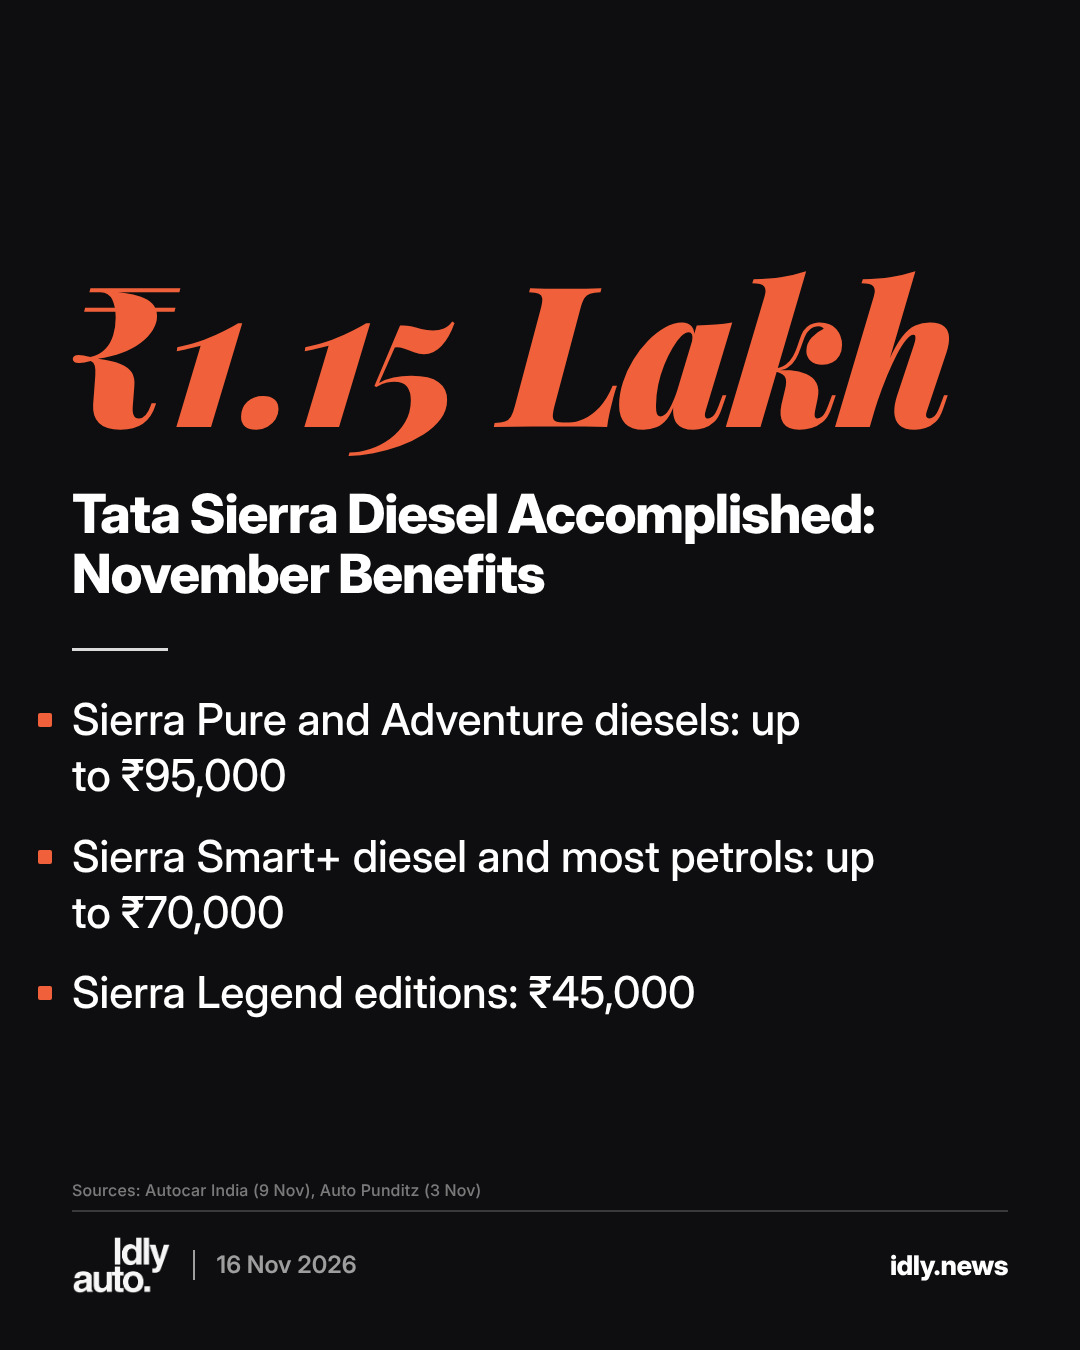 ₹1.15 Lakh
Tata Sierra Diesel Accomplished:
November Benefits
Sierra Pure and Adventure diesels: up
to ₹95,000
Sierra Smart+ diesel and most petrols: up
to ₹70,000
Sierra Legend editions: ₹45,000
Sources: Autocar India (9 Nov), Auto Punditz (3 Nov)
Idly
auto.
16 Nov 2026
idly.news